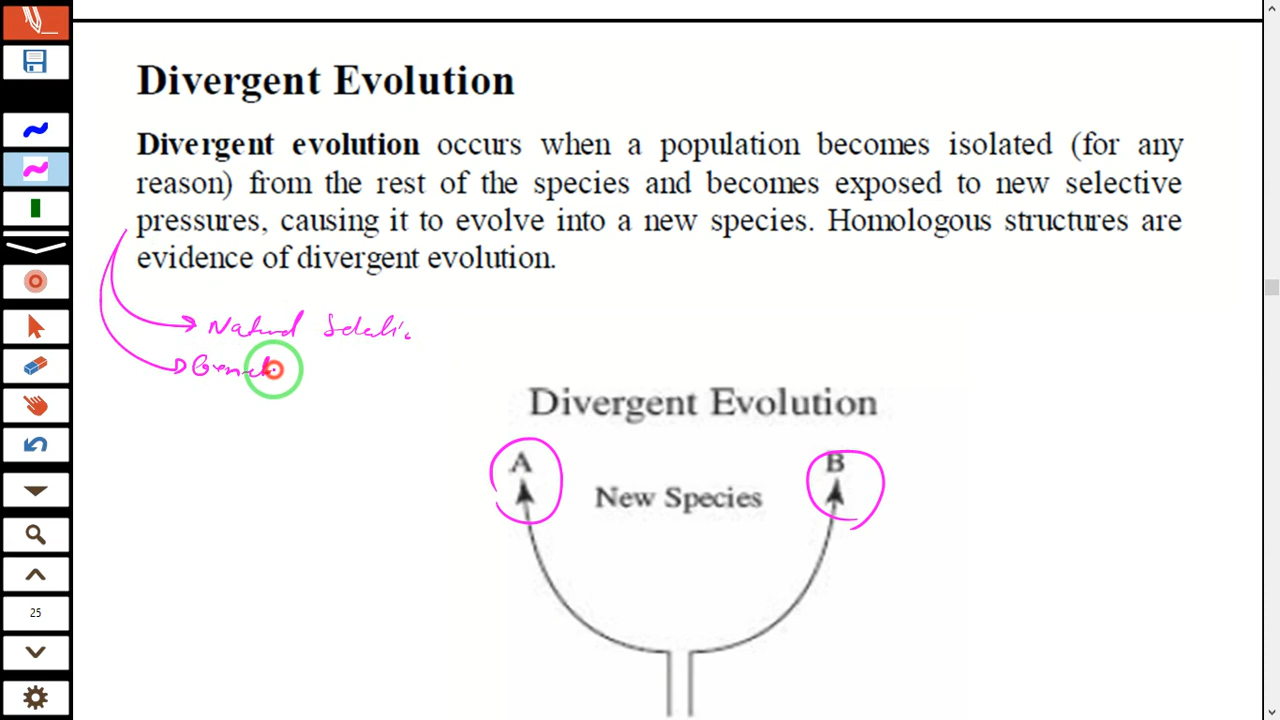 Divergent Evolution
Divergent evolution occurs when a population becomes isolated (for any
reason) from the rest of the species and becomes exposed to new selective
pressures, causing it to evolve into a new species. Homologous structures are
evidence of divergent evolution.
Natural
Divergent Evolution
A
B
New Species
25